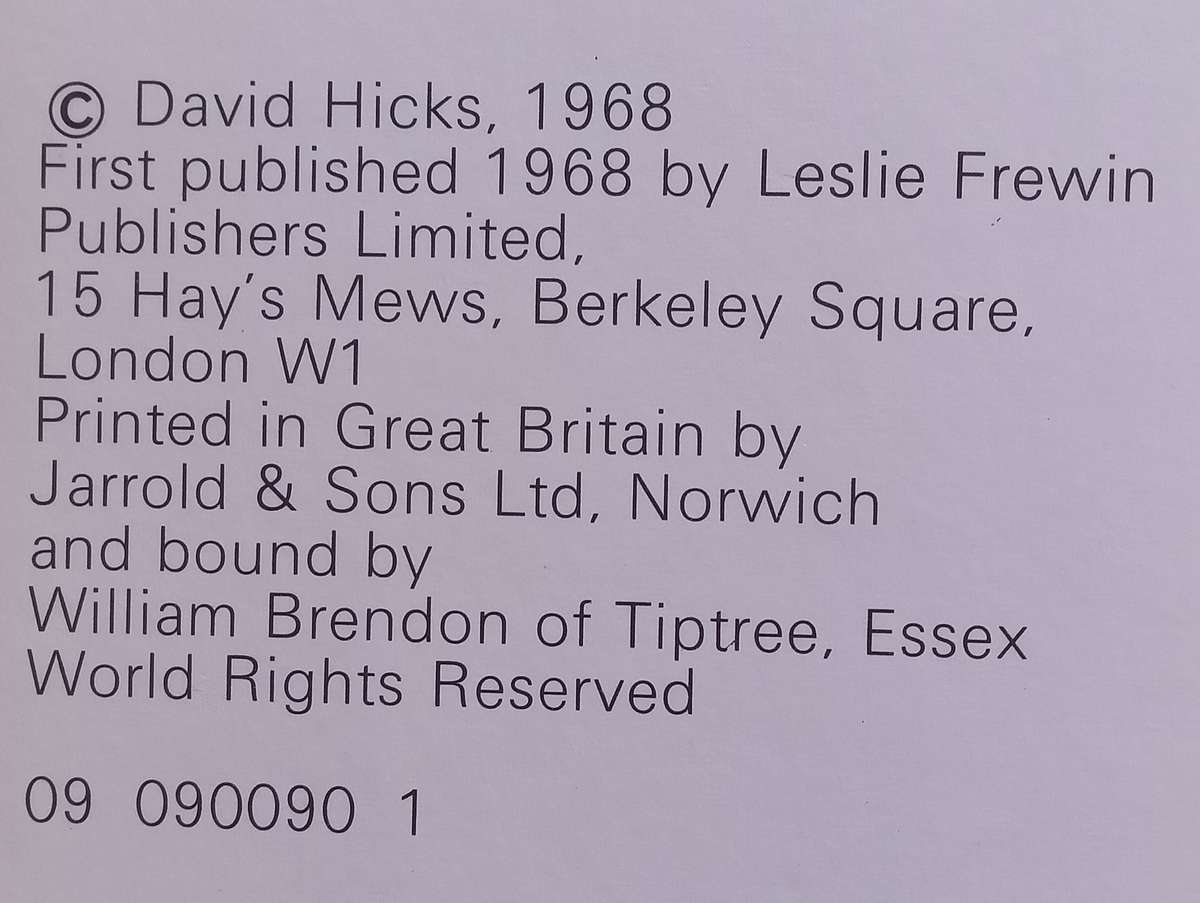 © David Hicks, 1968
First published 1968 by Leslie Frewin
Publishers Limited,
15 Hay's Mews, Berkeley Square,
London W1
Printed in Great Britain by
Jarrold & Sons Ltd, Norwich
and bound by
William Brendon of Tiptree, Essex
World Rights Reserved
09 090090 1